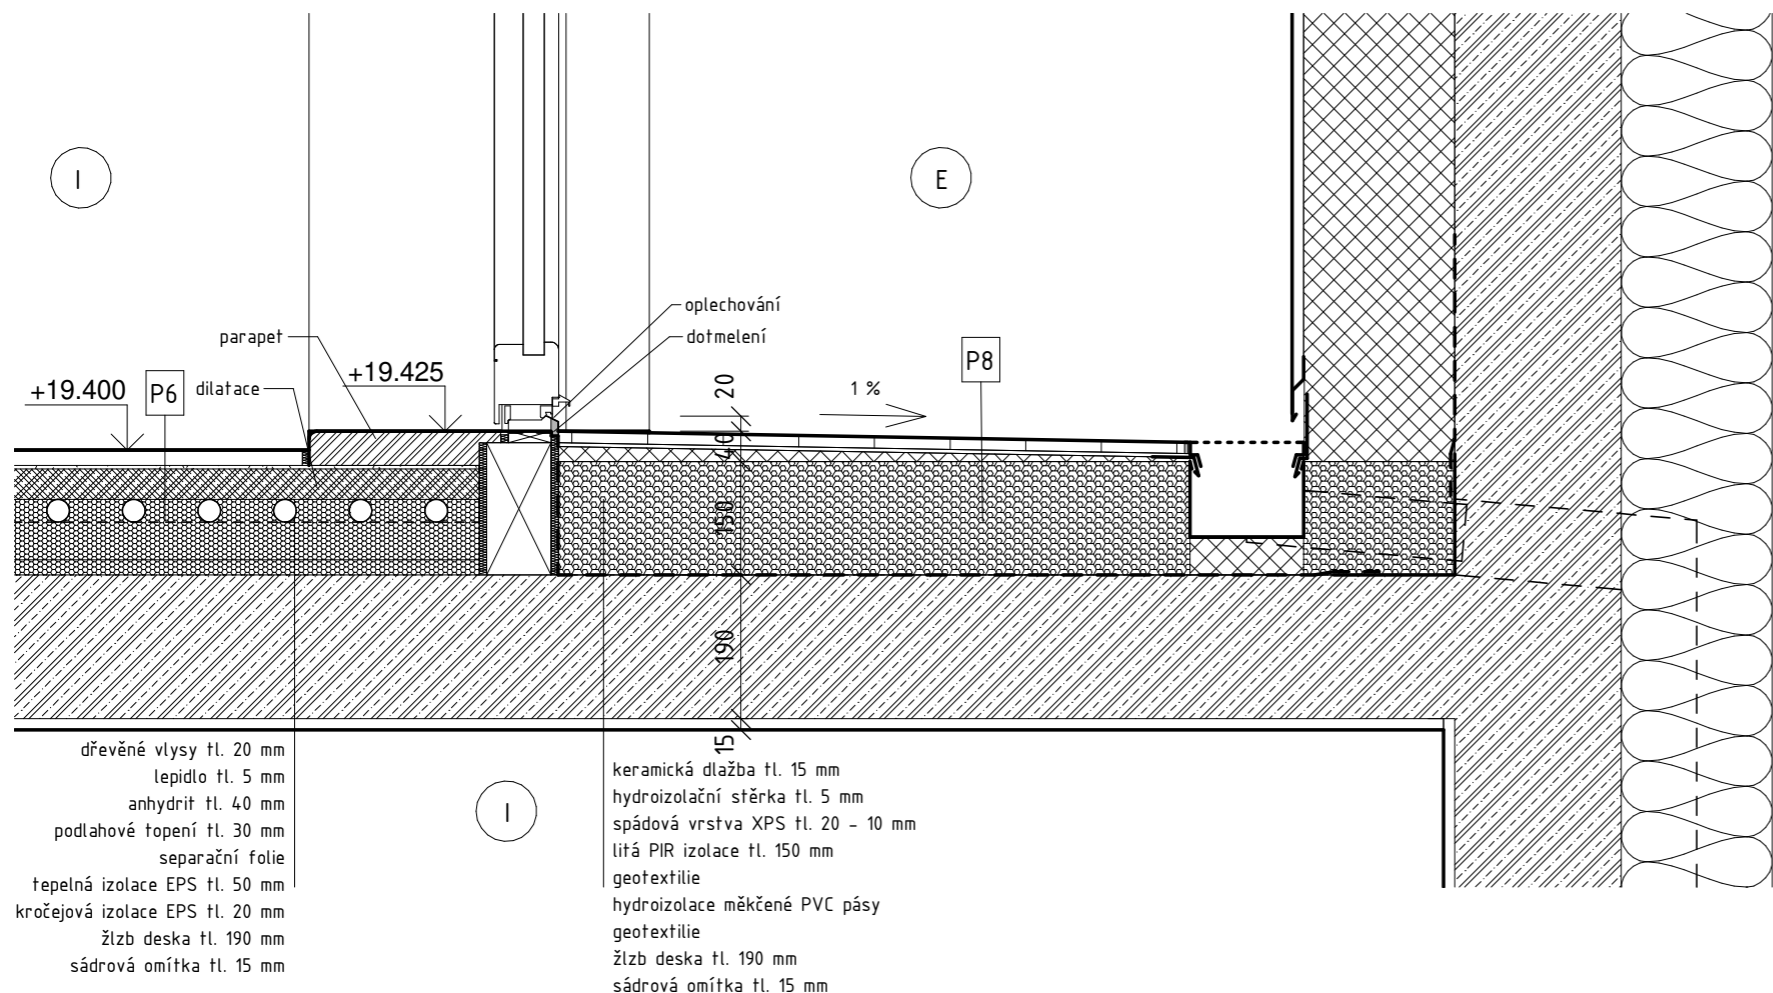 I
E
oplechování
parapet
dotmelení
P8
+19.400
P6
dilatace
+19.425
20
1 %
40
150
190
15
dřevěné vlysy tl. 20 mm
lepidlo tl. 5 mm
anhydrit tl. 40 mm
podlahové topení tl. 30 mm
separační folie
tepelná izolace EPS tl. 50 mm
kročejová izolace EPS tl. 20 mm
žlzb deska tl. 190 mm
sádrová omítka tl. 15 mm
I
keramická dlažba tl. 15 mm
hydroizolační stěrka tl. 5 mm
spádová vrstva XPS tl. 20 - 10 mm
litá PIR izolace tl. 150 mm
geotextilie
hydroizolace měkčené PVC pásy
geotextilie
žlzb deska tl. 190 mm
sádrová omítka tl. 15 mm